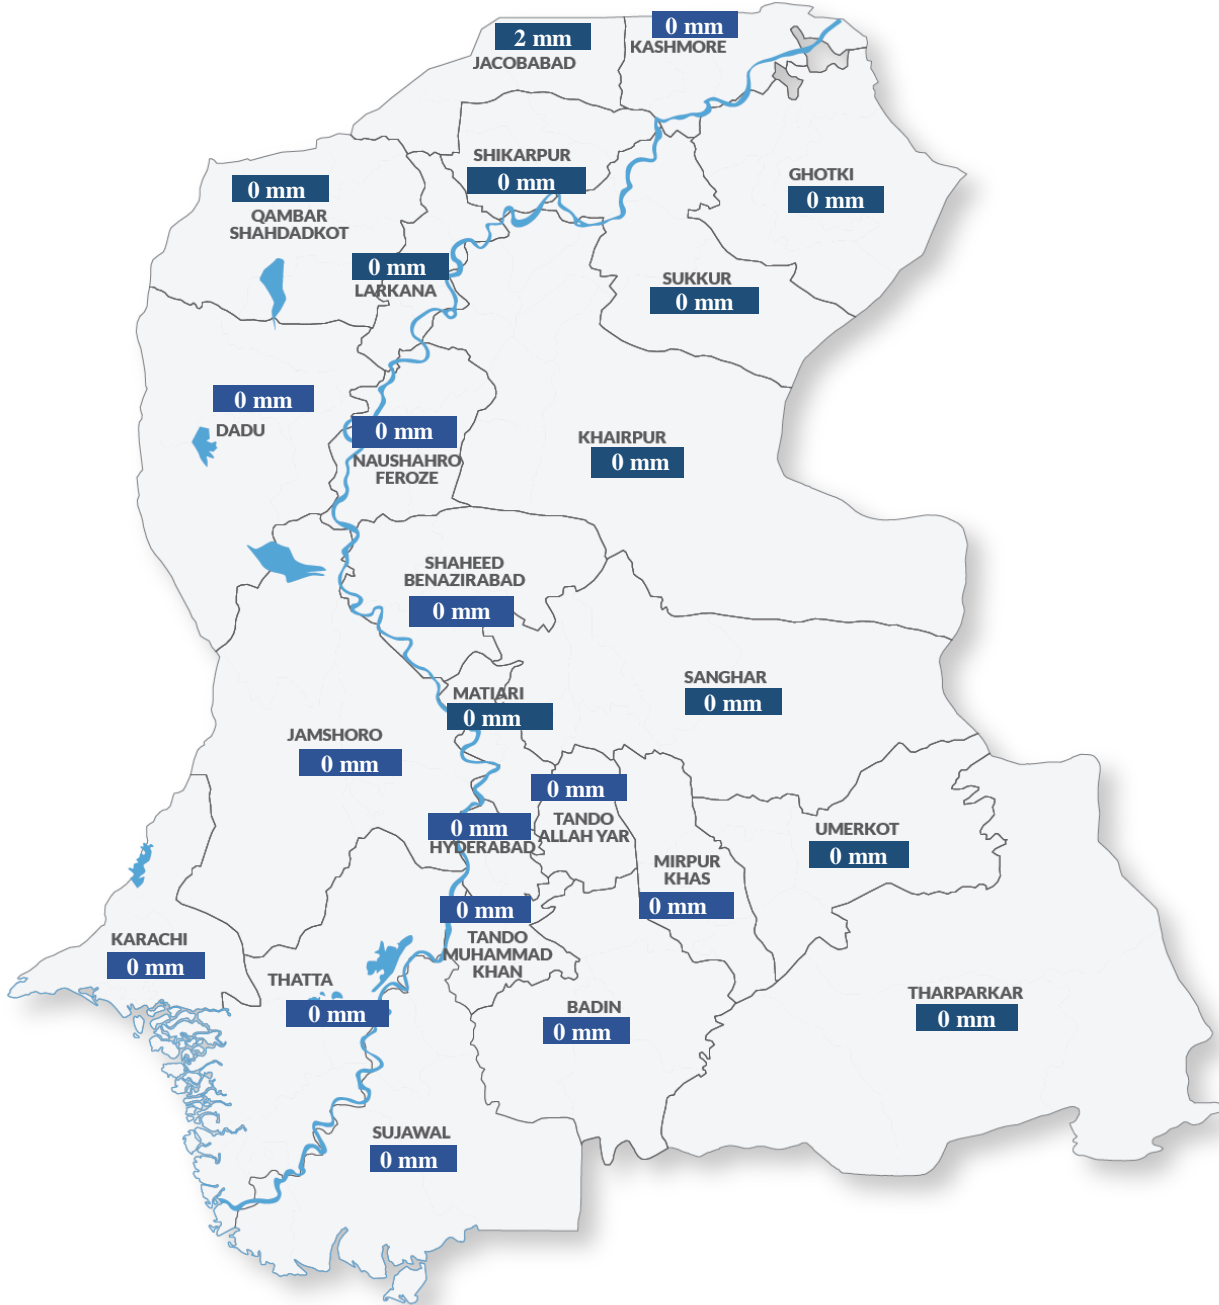 0 mm
KASHMORE
2 mm
JACOBABAD
SHIKARPUR
0 mm
GHOTKI
0 mm
0 mm
QAMBAR
SHAHDADKOT
0 mm
LARKANA
SUKKUR
0 mm
0 mm
DADU
0 mm
NAUSHAHRO
FEROZE
KHAIRPUR
0 mm
SHAHEED
BENAZIRABAD
0 mm
SANGHAR
0 mm
MATIARI
0 mm
JAMSHORO
0 mm
0 mm
TANDO
ALLAH YAR
0 mm
HYDERABAD
UMERKOT
0 mm
MIRPUR
KHAS
0 mm
0 mm
TANDO
MUHAMMAD
KHAN
KARACHI
0 mm
THATTA
0 mm
BADIN
0 mm
THARPARKAR
0 mm
SUJAWAL
0 mm